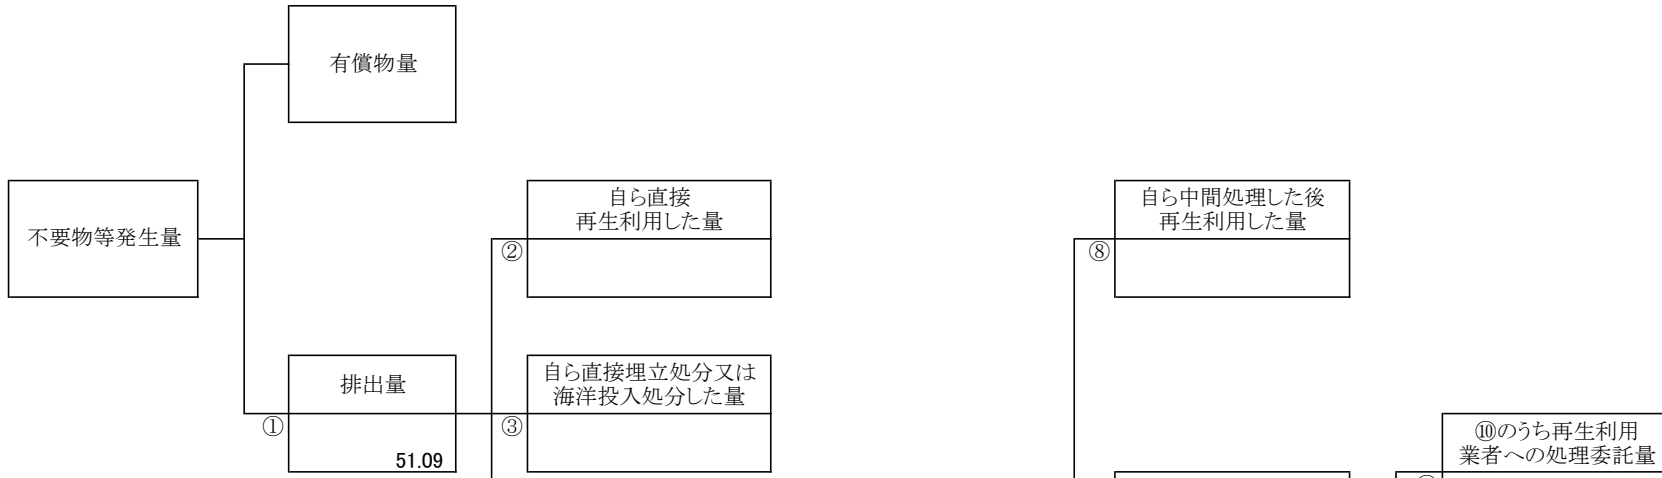 有償物量
不要物等発生量
自ら直接
再生利用した量
②
自ら中間処理した後
再生利用した量
⑧
排出量
①
51.09
自ら直接埋立処分又は
海洋投入処分した量
③
⑩のうち再生利用
業者への処理委託量